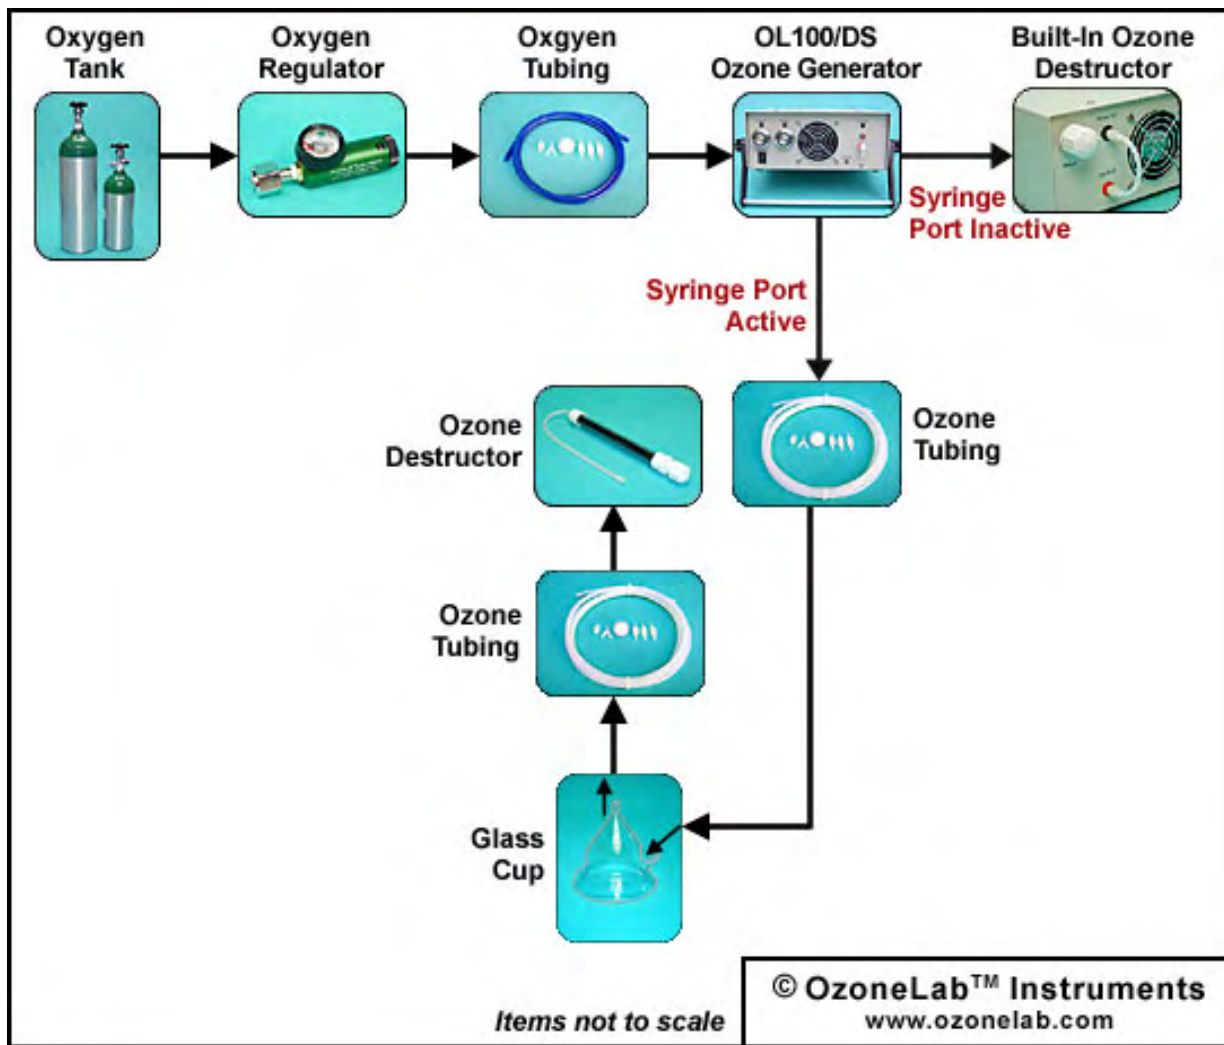 Oxygen
Tank
Oxygen
Regulator
Oxgyen
Tubing
OL100/DS
Ozone Generator
Built-In Ozone
Destructor
Syringe
Port Inactive
Syringe Port
Active
Ozone
Destructor
Ozone
Tubing
Ozone
Tubing
Glass
Cup
Items not to scale
© OzoneLab™ Instruments
www.ozonelab.com